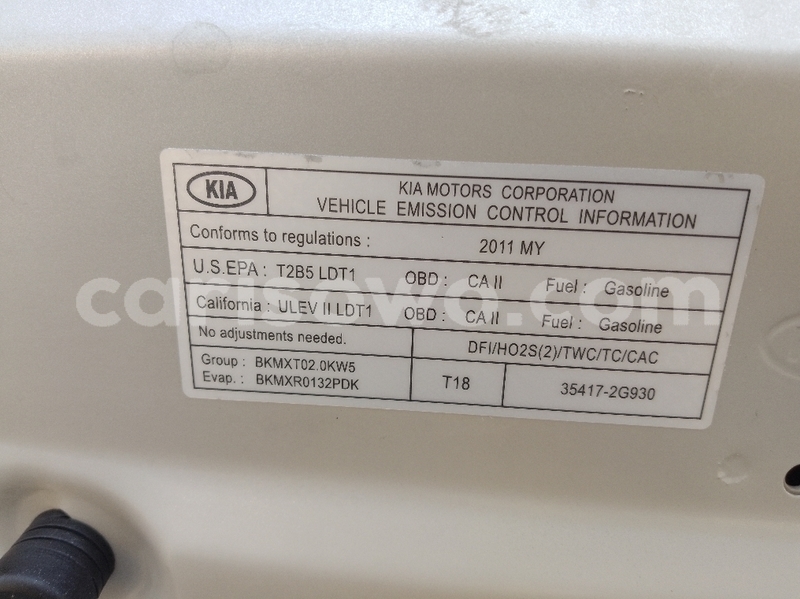 KIA
KIA MOTORS CORPORATION
VEHICLE EMISSION CONTROL INFORMATION
Conforms to regulations : 2011 MY
U.S.EPA : T2B5 LDT1 OBD : CA II Fuel : Gasoline
California : ULEV II LDT1 OBD : CA II Fuel : Gasoline
No adjustments needed. DFI/HO2S(2)/TWC/TC/CAC
Group : BKMXT02.0KW5
Evap. : BKMXR0132PDK
T18 35417-2G930
carisowo.com